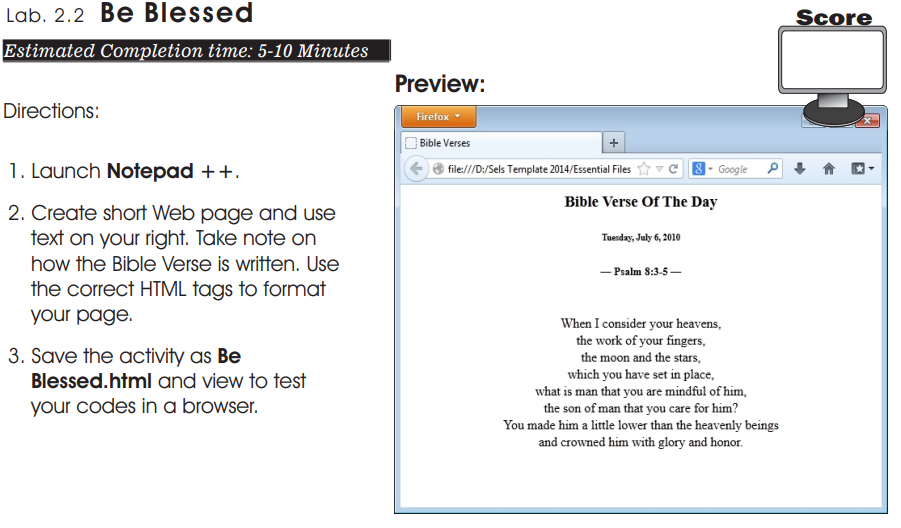 Lab. 2.2 Be Blessed
Score
Estimated Completion time: 5-10 Minutes
Directions:
1. Launch Notepad ++.
2. Create short Web page and use
text on your right. Take note on
how the Bible Verse is written. Use
the correct HTML tags to format
your page.
3. Save the activity as Be
Blessed.html and view to test
your codes in a browser.
Preview:
Firefox
Bible Verses
file:///D:/Sels Template 2014/Essential Files
Google
Bible Verse Of The Day
Tuesday, July 6, 2010
— Psalm 8:3-5 —
When I consider your heavens,
the work of your fingers,
the moon and the stars,
which you have set in place,
what is man that you are mindful of him,
the son of man that you care for him?
You made him a little lower than the heavenly beings
and crowned him with glory and honor.